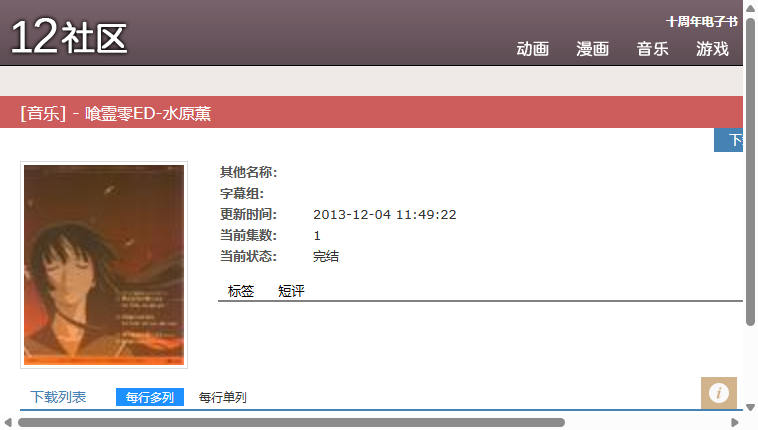 12社区
十周年电子书
动画 漫画 音乐 游戏
[音乐] - 喰霊零ED-水原薫
下
其他名称:
字幕组:
更新时间: 2013-12-04 11:49:22
当前集数: 1
当前状态: 完结
标签 短评
下载列表 每行多列 每行单列